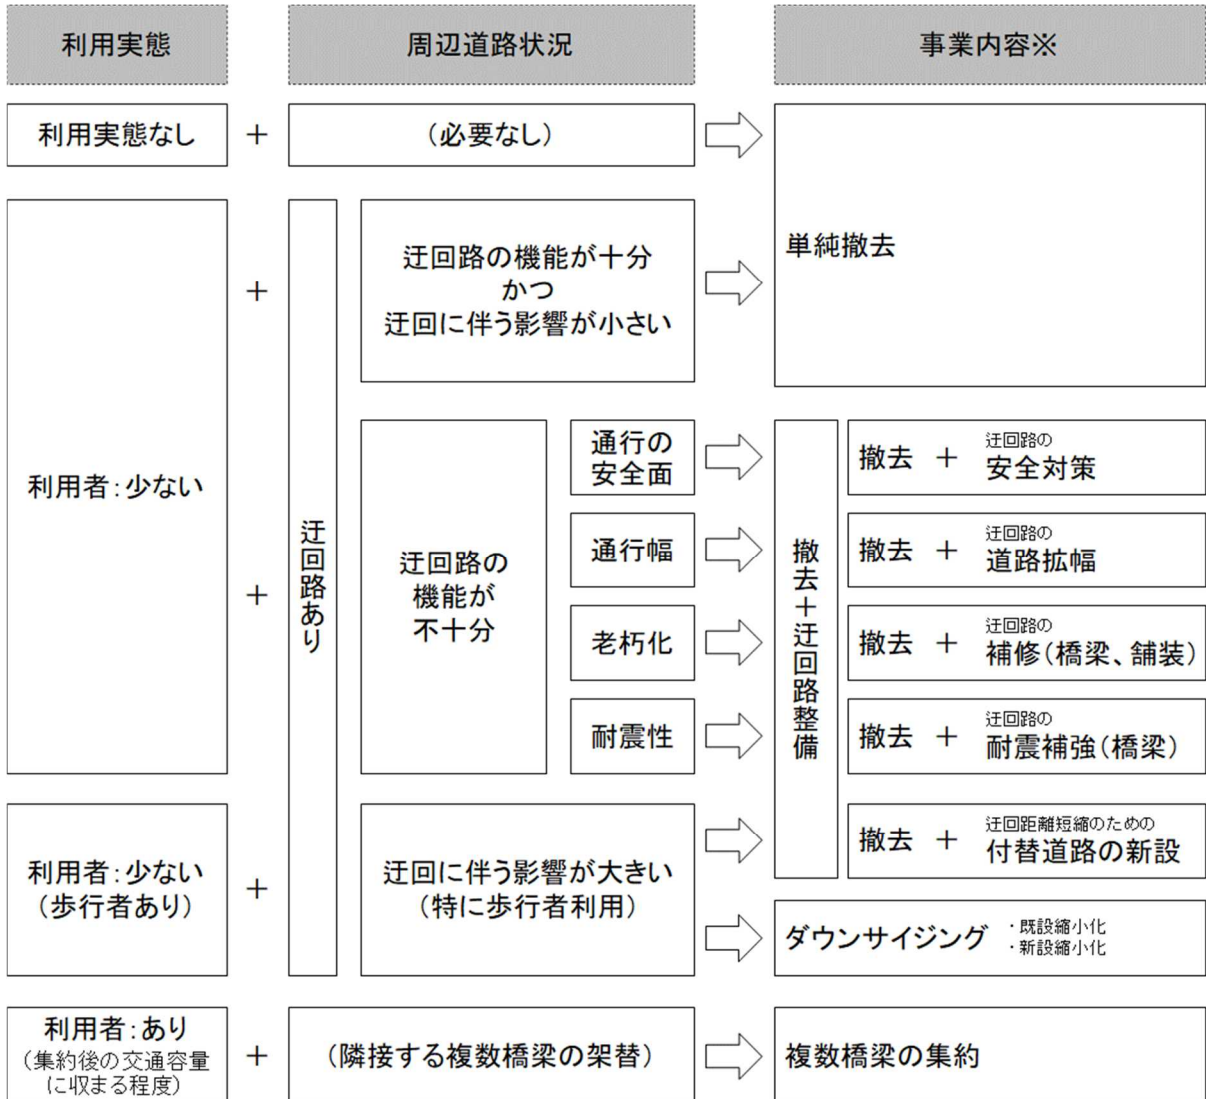 利用実態
周辺道路状況
事業内容※
利用実態なし
＋
（必要なし）
単純撤去
利用者：少ない
＋
迂回路あり
迂回路の機能が十分
かつ
迂回に伴う影響が小さい
＋
迂回路の
機能が
不十分
通行の
安全面
撤去＋迂回路整備
撤去 ＋ 迂回路の
安全対策
通行幅
撤去 ＋ 迂回路の
道路拡幅
老朽化
撤去 ＋ 迂回路の
補修（橋梁、舗装）
耐震性
撤去 ＋ 迂回路の
耐震補強（橋梁）
利用者：少ない
（歩行者あり）
＋
迂回に伴う影響が大きい
（特に歩行者利用）
撤去 ＋ 迂回距離短縮のための
付替道路の新設
ダウンサイジング
・既設縮小化
・新設縮小化
利用者：あり
（集約後の交通容量
に収まる程度）
＋
（隣接する複数橋梁の架替）
複数橋梁の集約